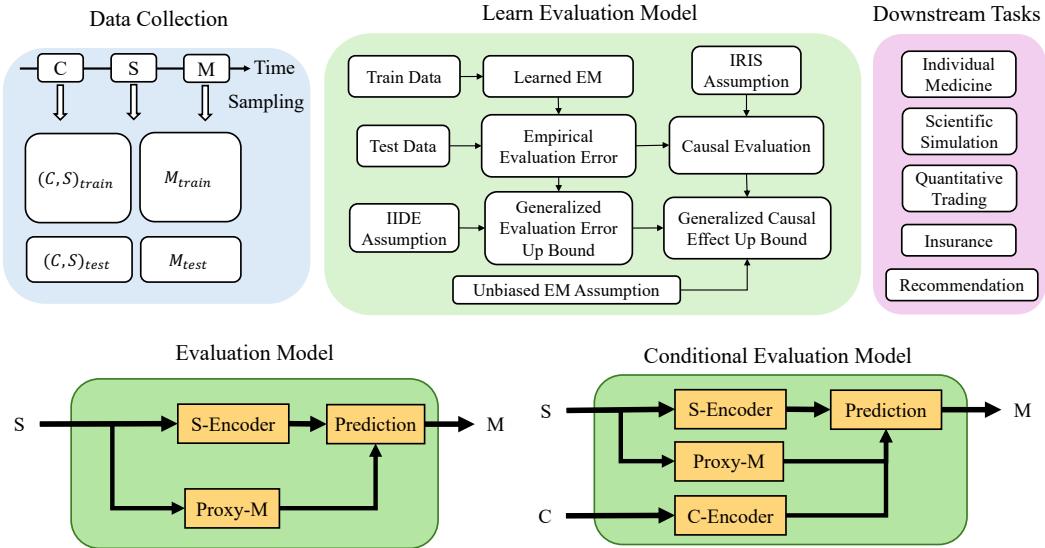 Data Collection
C
S
M
Time
Sampling
(C, S)train
Mtrain
(C, S)test
Mtest
Learn Evaluation Model
Train Data
Learned EM
IRIS
Assumption
Test Data
Empirical
Evaluation Error
Causal Evaluation
IIDE
Assumption
Generalized
Evaluation Error
Up Bound
Generalized Causal
Effect Up Bound
Unbiased EM Assumption
Downstream Tasks
Individual
Medicine
Scientific
Simulation
Quantitative
Trading
Insurance
Recommendation
Evaluation Model
S
S-Encoder
Prediction
M
Proxy-M
Conditional Evaluation Model
S
S-Encoder
Prediction
M
Proxy-M
C
C-Encoder